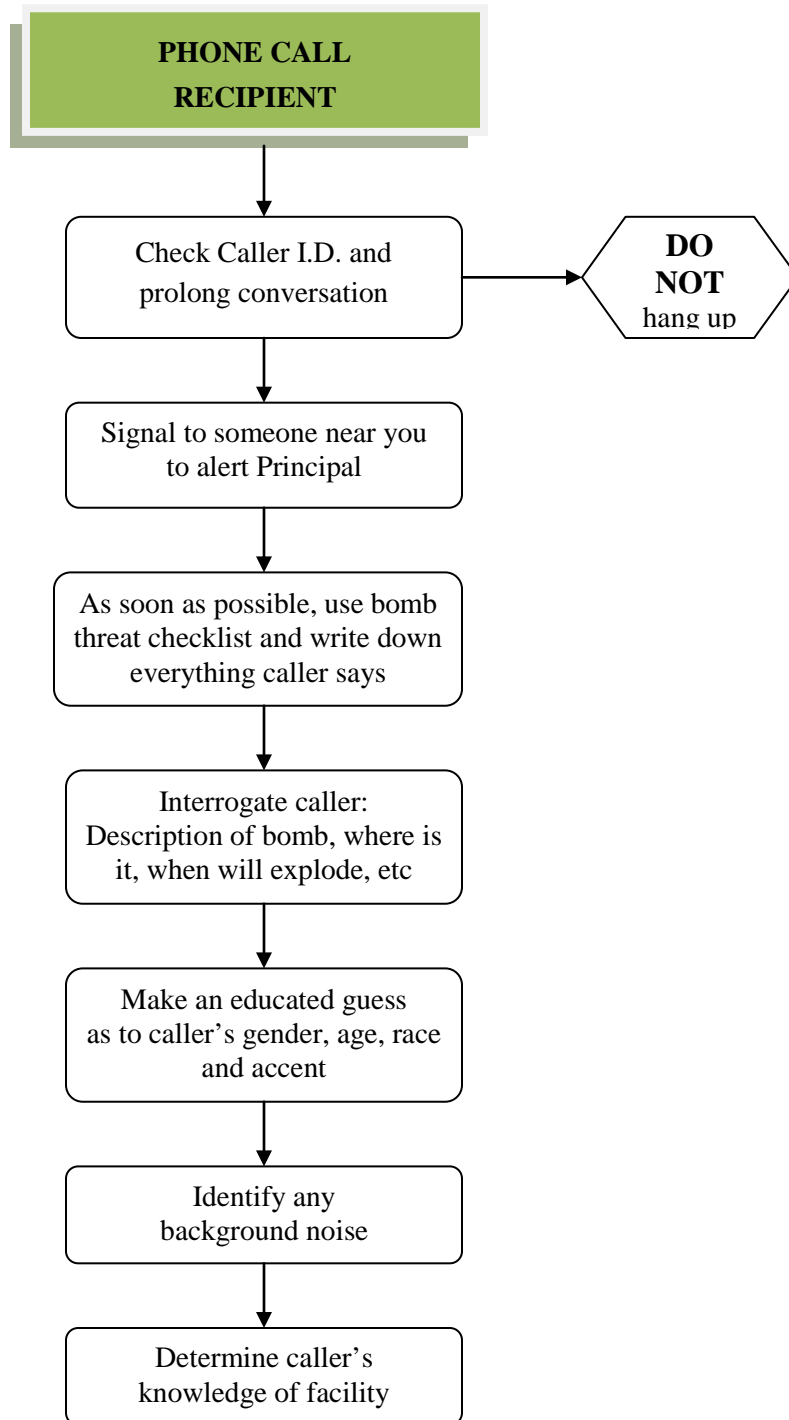 PHONE CALL
RECIPIENT
Check Caller I.D. and
prolong conversation
DO
NOT
hang up
Signal to someone near you
to alert Principal
As soon as possible, use bomb
threat checklist and write down
everything caller says
Interrogate caller:
Description of bomb, where is
it, when will explode, etc
Make an educated guess
as to caller’s gender, age, race
and accent
Identify any
background noise
Determine caller’s
knowledge of facility